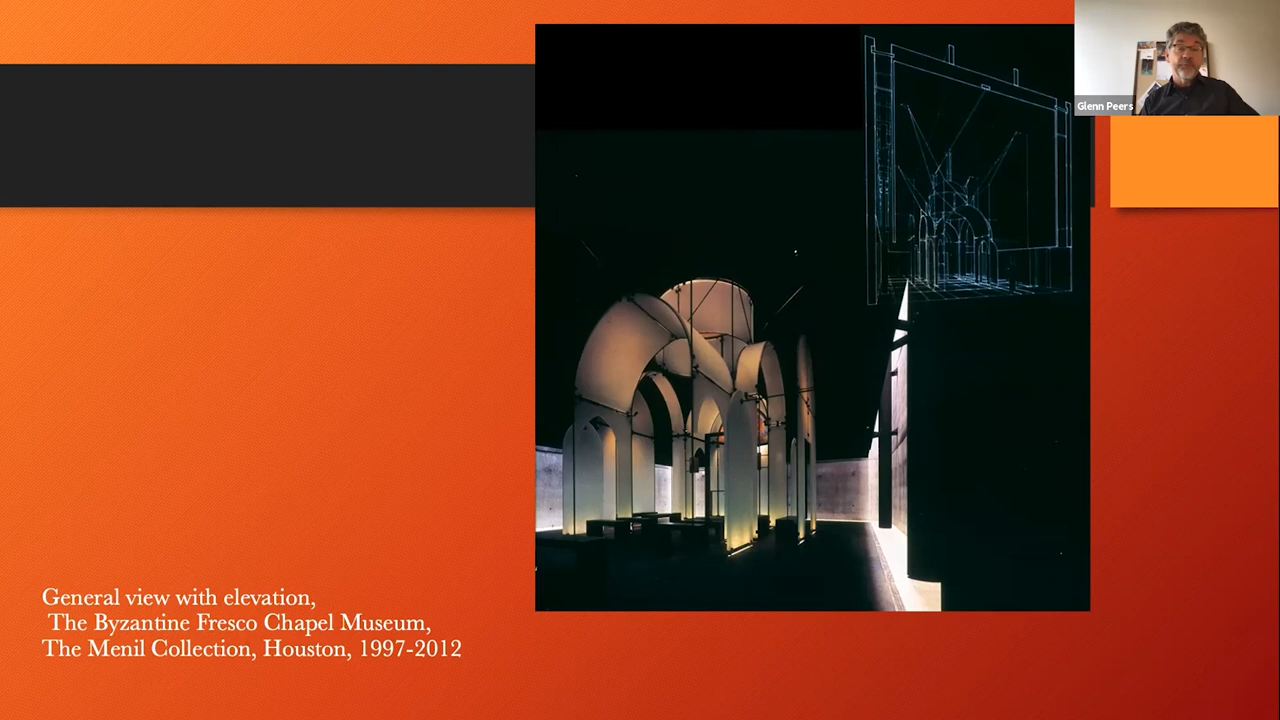 Glenn Peers
General view with elevation,
The Byzantine Fresco Chapel Museum,
The Menil Collection, Houston, 1997-2012